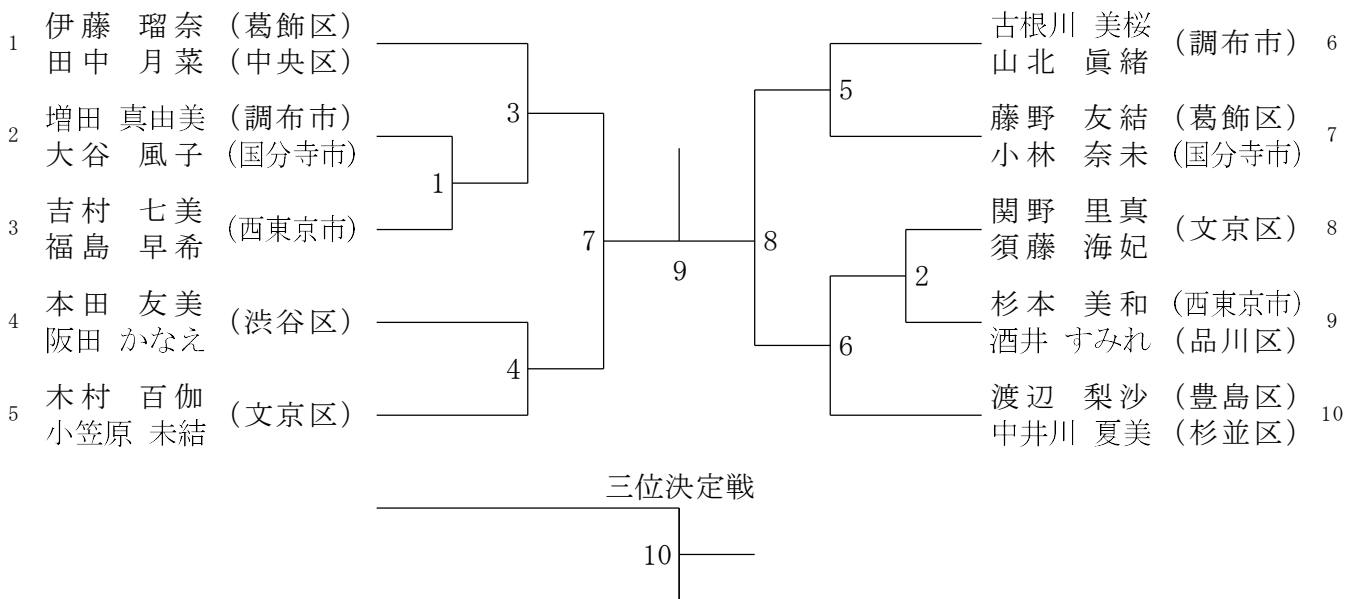 1 伊藤 瑠奈 (葛飾区)
田中 月菜 (中央区)
2 増田 真由美 (調布市)
大谷 風子 (国分寺市)
3 吉村 七美 (西東京市)
福島 早希
4 本田 友美 (渋谷区)
阪田 かなえ
5 木村 百伽 (文京区)
小笠原 未結
3
1
7
4
9
5
8
2
6
古根川 美桜 (調布市) 6
山北 眞緒
藤野 友結 (葛飾区) 7
小林 奈未 (国分寺市)
関野 里真 (文京区) 8
須藤 海妃
杉本 美和 (西東京市) 9
酒井 すみれ (品川区)
渡辺 梨沙 (豊島区) 10
中井川 夏美 (杉並区)
三位決定戦
10